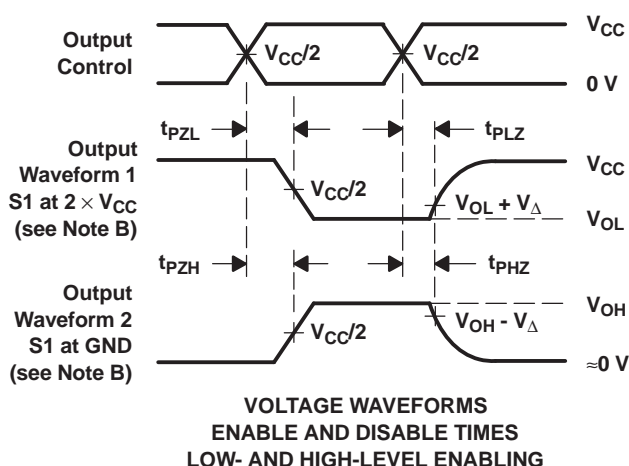 Output
Control
V_CC/2
V_CC/2
V_CC
0 V
t_PZL
t_PLZ
Output
Waveform 1
S1 at 2 × V_CC
(see Note B)
V_CC/2
V_CC
V_OL + V_Δ
V_OL
t_PZH
t_PHZ
Output
Waveform 2
S1 at GND
(see Note B)
V_CC/2
V_OH
V_OH - V_Δ
≈0 V
VOLTAGE WAVEFORMS
ENABLE AND DISABLE TIMES
LOW- AND HIGH-LEVEL ENABLING